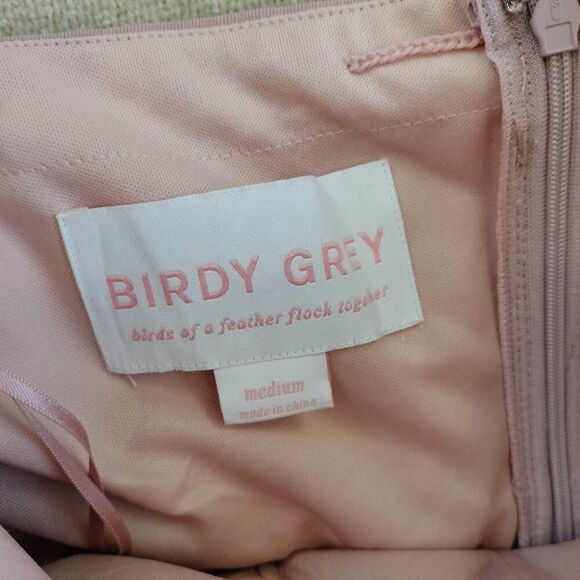 BIRDY GREY
birds of a feather flock together
medium
made in china